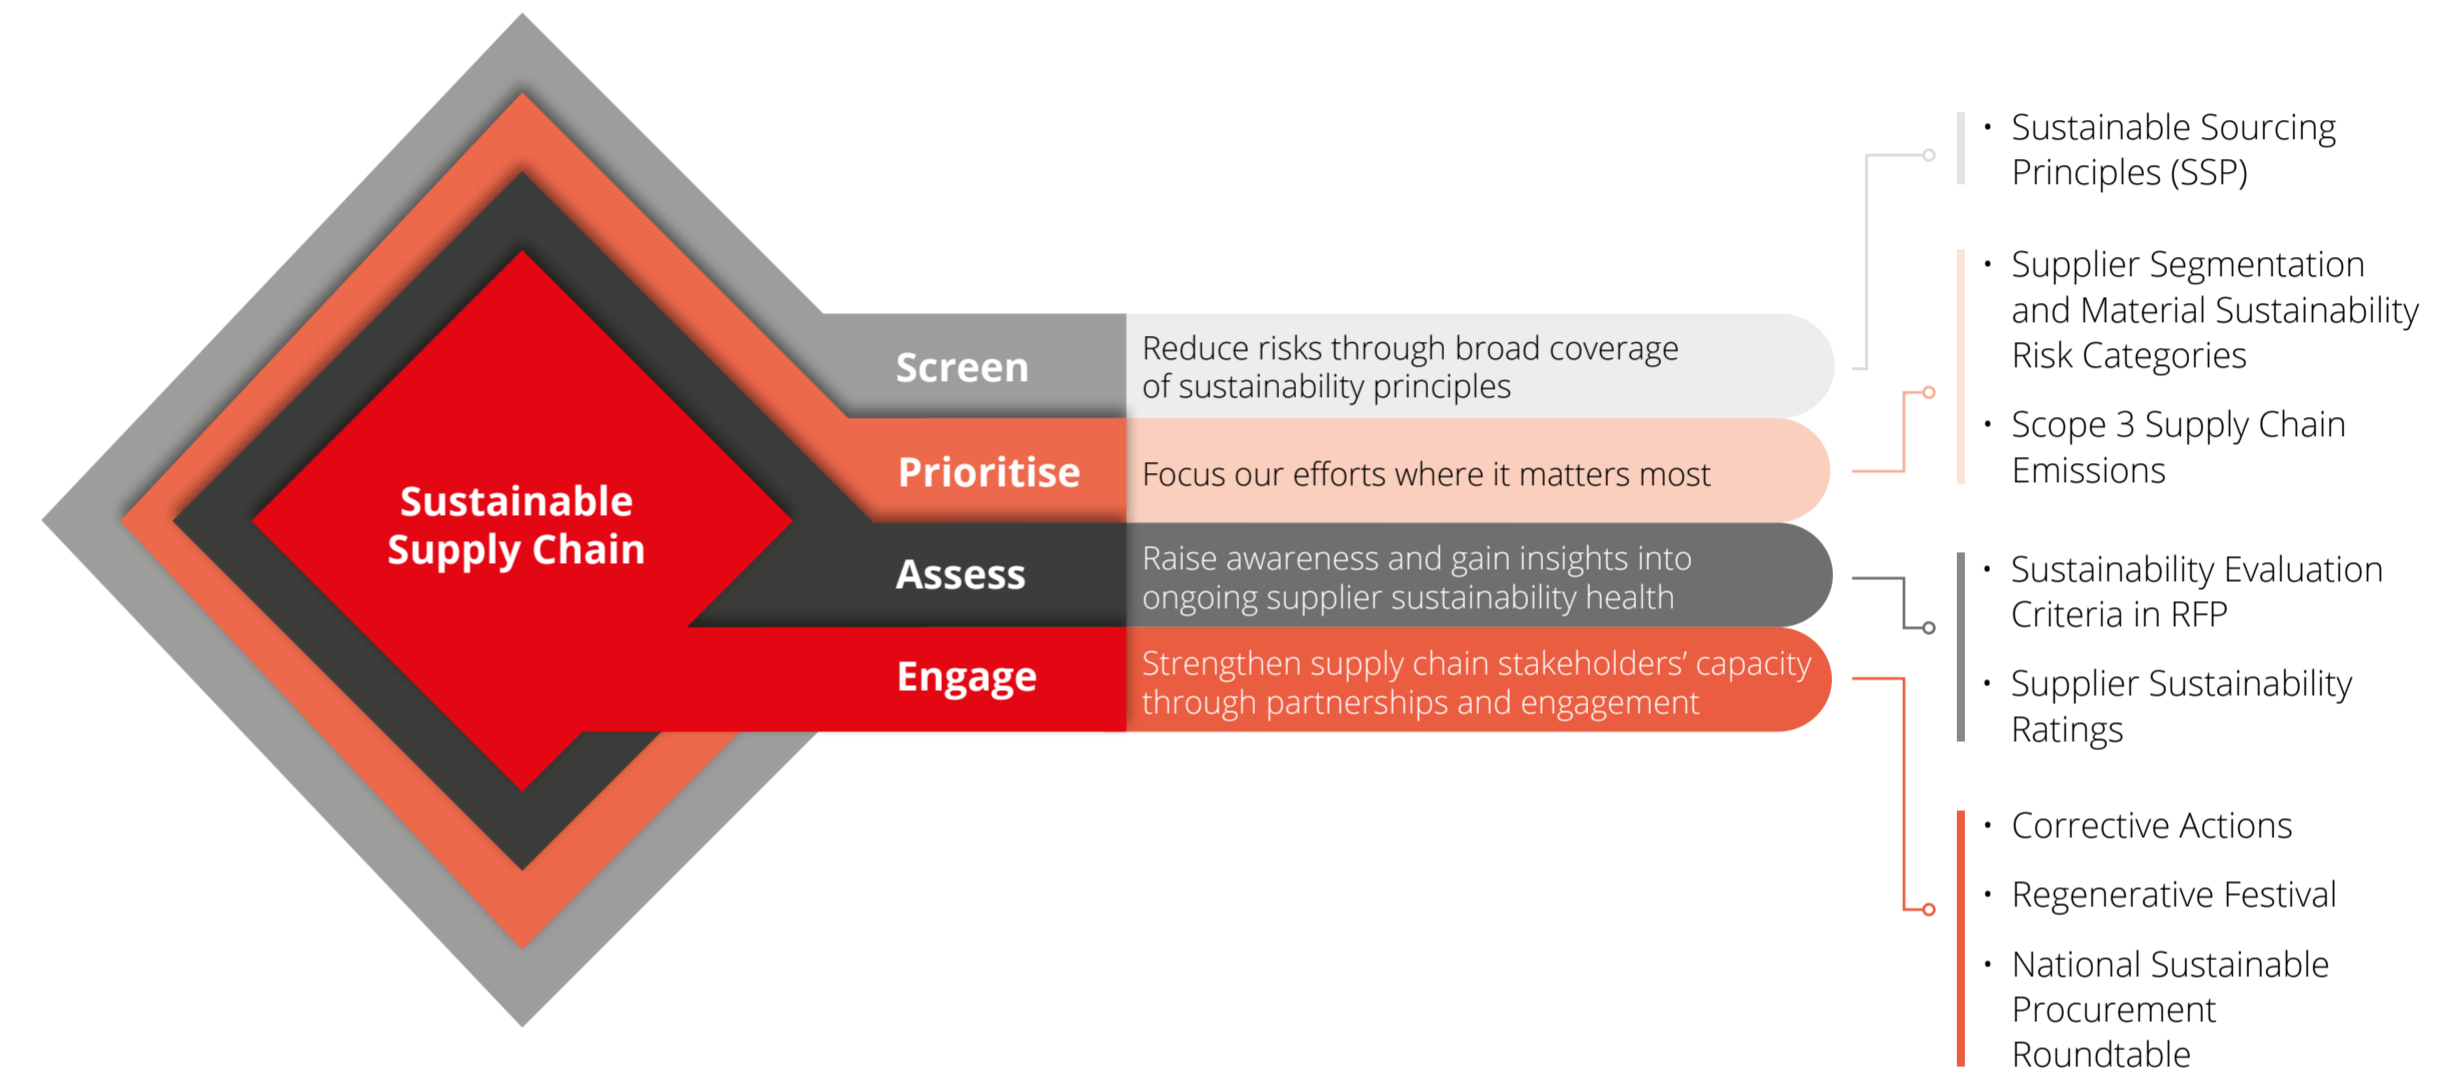 Sustainable
Supply Chain
Screen
Reduce risks through broad coverage
of sustainability principles
Prioritise
Focus our efforts where it matters most
Assess
Raise awareness and gain insights into
ongoing supplier sustainability health
Engage
Strengthen supply chain stakeholders’ capacity
through partnerships and engagement
• Sustainable Sourcing
Principles (SSP)
• Supplier Segmentation
and Material Sustainability
Risk Categories
• Scope 3 Supply Chain
Emissions
• Sustainability Evaluation
Criteria in RFP
• Supplier Sustainability
Ratings
• Corrective Actions
• Regenerative Festival
• National Sustainable
Procurement
Roundtable